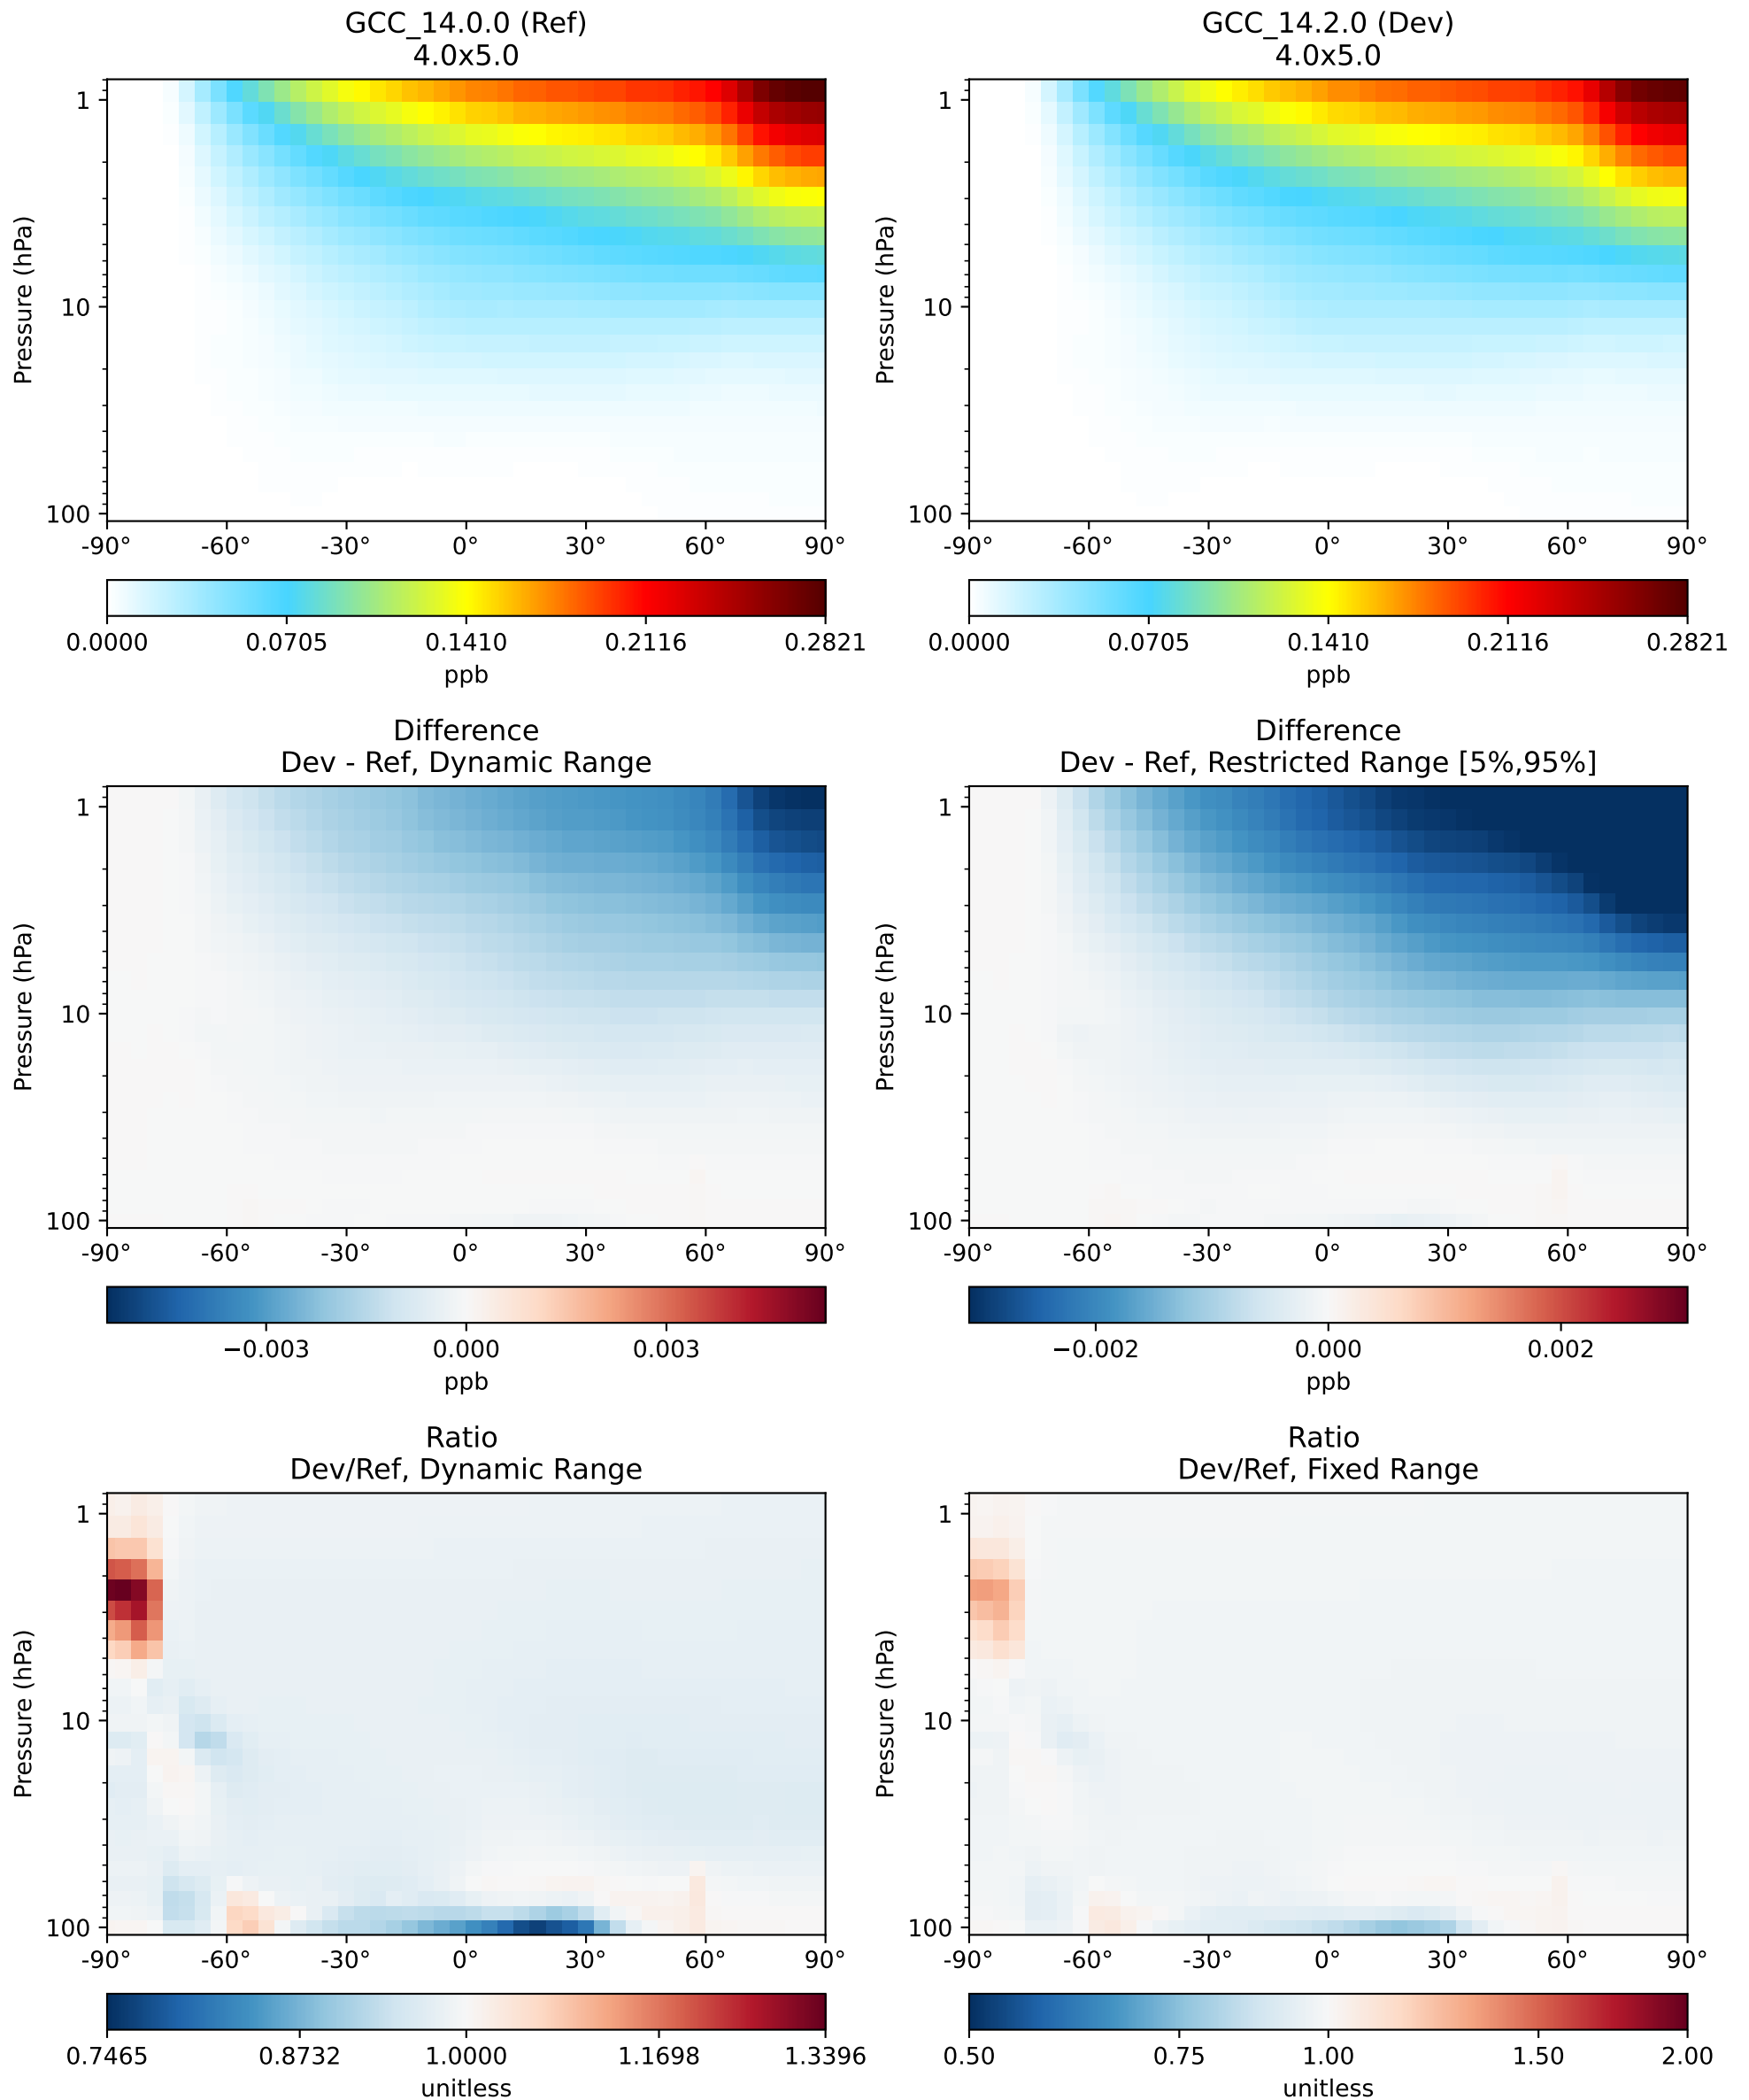 GCC_14.0.0 (Ref)
4.0x5.0
GCC_14.2.0 (Dev)
4.0x5.0
Pressure (hPa)
1
10
100
-90° -60° -30° 0° 30° 60° 90°
0.0000 0.0705 0.1410 0.2116 0.2821
ppb
Pressure (hPa)
1
10
100
-90° -60° -30° 0° 30° 60° 90°
0.0000 0.0705 0.1410 0.2116 0.2821
ppb
Difference
Dev - Ref, Dynamic Range
Pressure (hPa)
1
10
100
-90° -60° -30° 0° 30° 60° 90°
−0.003 0.000 0.003
ppb
Difference
Dev - Ref, Restricted Range [5%,95%]
Pressure (hPa)
1
10
100
-90° -60° -30° 0° 30° 60° 90°
−0.002 0.000 0.002
ppb
Ratio
Dev/Ref, Dynamic Range
Pressure (hPa)
1
10
100
-90° -60° -30° 0° 30° 60° 90°
0.7465 0.8732 1.0000 1.1698 1.3396
unitless
Ratio
Dev/Ref, Fixed Range
Pressure (hPa)
1
10
100
-90° -60° -30° 0° 30° 60° 90°
0.50 0.75 1.00 1.50 2.00
unitless